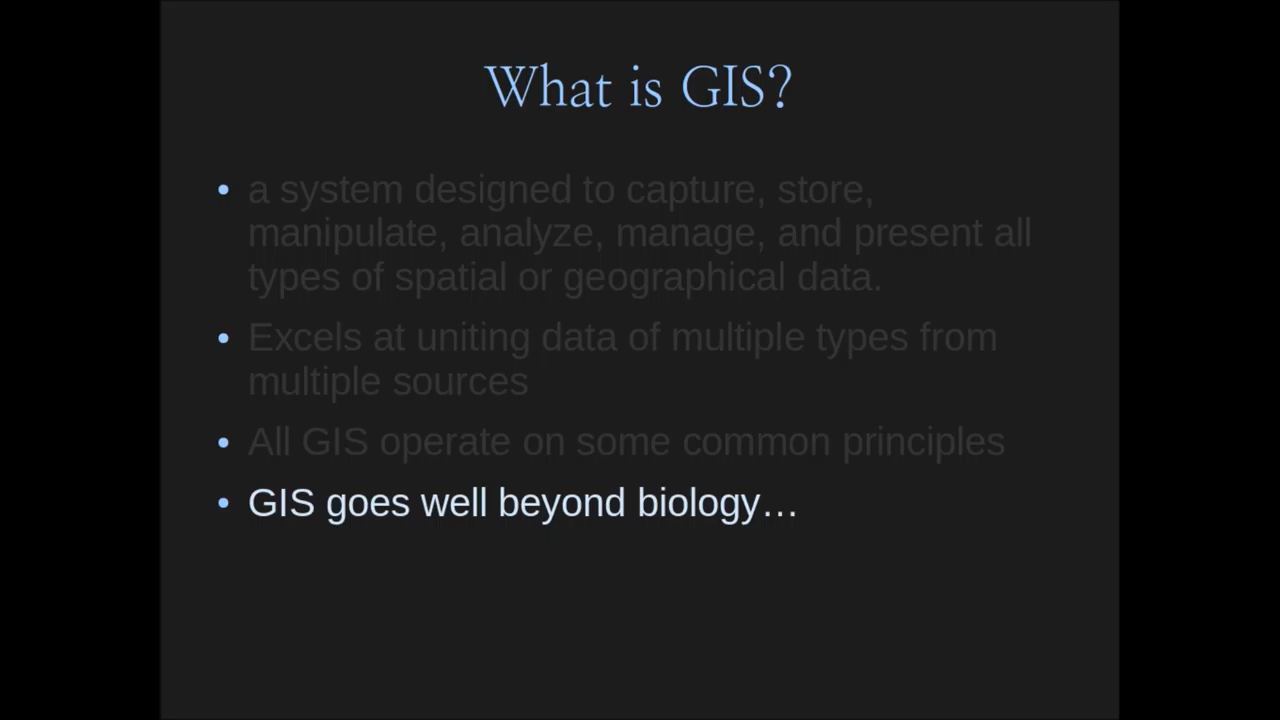 What is GIS?
• a system designed to capture, store,
manipulate, analyze, manage, and present all
types of spatial or geographical data.
• Excels at uniting data of multiple types from
multiple sources
• All GIS operate on some common principles
• GIS goes well beyond biology…